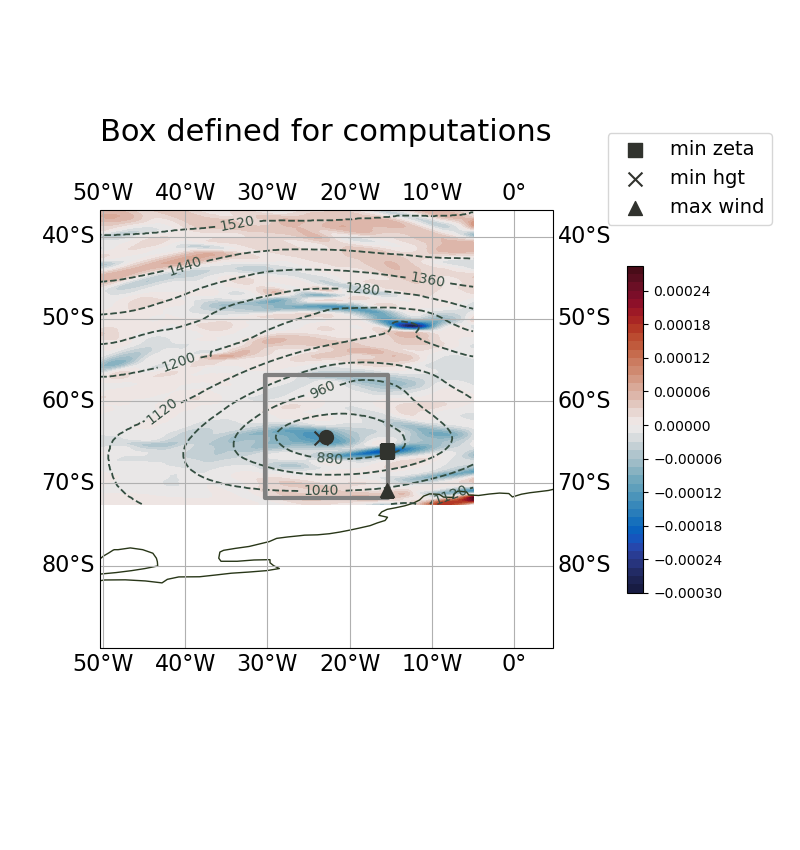 Box defined for computations
min zeta
min hgt
max wind
50°W 40°W 30°W 20°W 10°W 0°
40°S 40°S
50°S 50°S
60°S 60°S
70°S 70°S
80°S 80°S
50°W 40°W 30°W 20°W 10°W 0°
1520
1440
1360
1280
1200
1120
960
880
1040
1120
0.00024
0.00018
0.00012
0.00006
0.00000
−0.00006
−0.00012
−0.00018
−0.00024
−0.00030